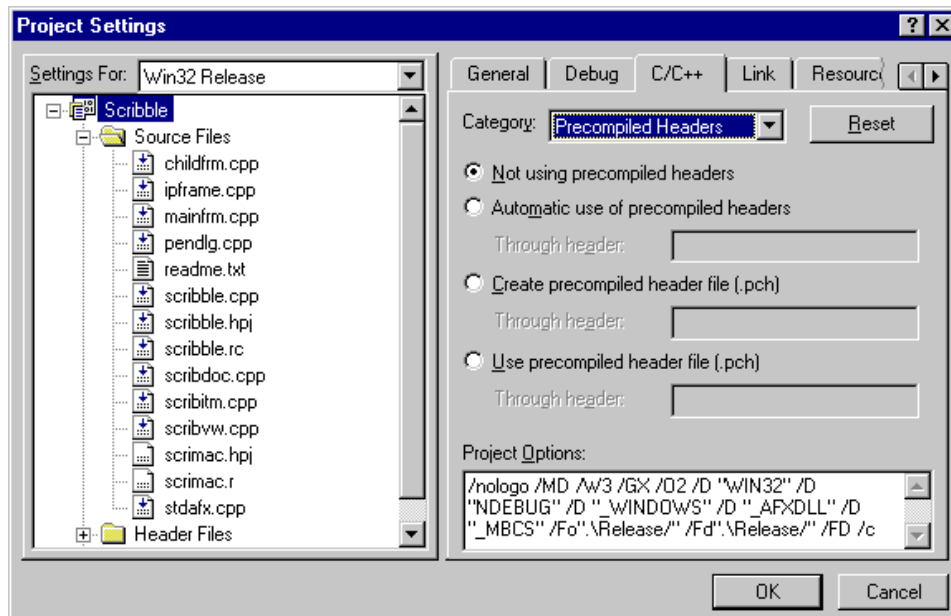 Project Settings
Settings For: Win32 Release
Scribble
Source Files
childfrm.cpp
ipframe.cpp
mainfrm.cpp
pendlg.cpp
readme.txt
scribble.cpp
scribble.hpj
scribble.rc
scribdoc.cpp
scribitm.cpp
scribvw.cpp
scrimac.hpj
scrimac.r
stdafx.cpp
Header Files
General Debug C/C++ Link Resourc
Category: Precompiled Headers Reset
Not using precompiled headers
Automatic use of precompiled headers
Through header:
Create precompiled header file (.pch)
Through header:
Use precompiled header file (.pch)
Through header:
Project Options:
/nologo /MD /W3 /GX /O2 /D "WIN32" /D
"NDEBUG" /D "_WINDOWS" /D "_AFXDLL" /D
"_MBCS" /Fo".\Release/" /Fd".\Release/" /FD /c
OK Cancel